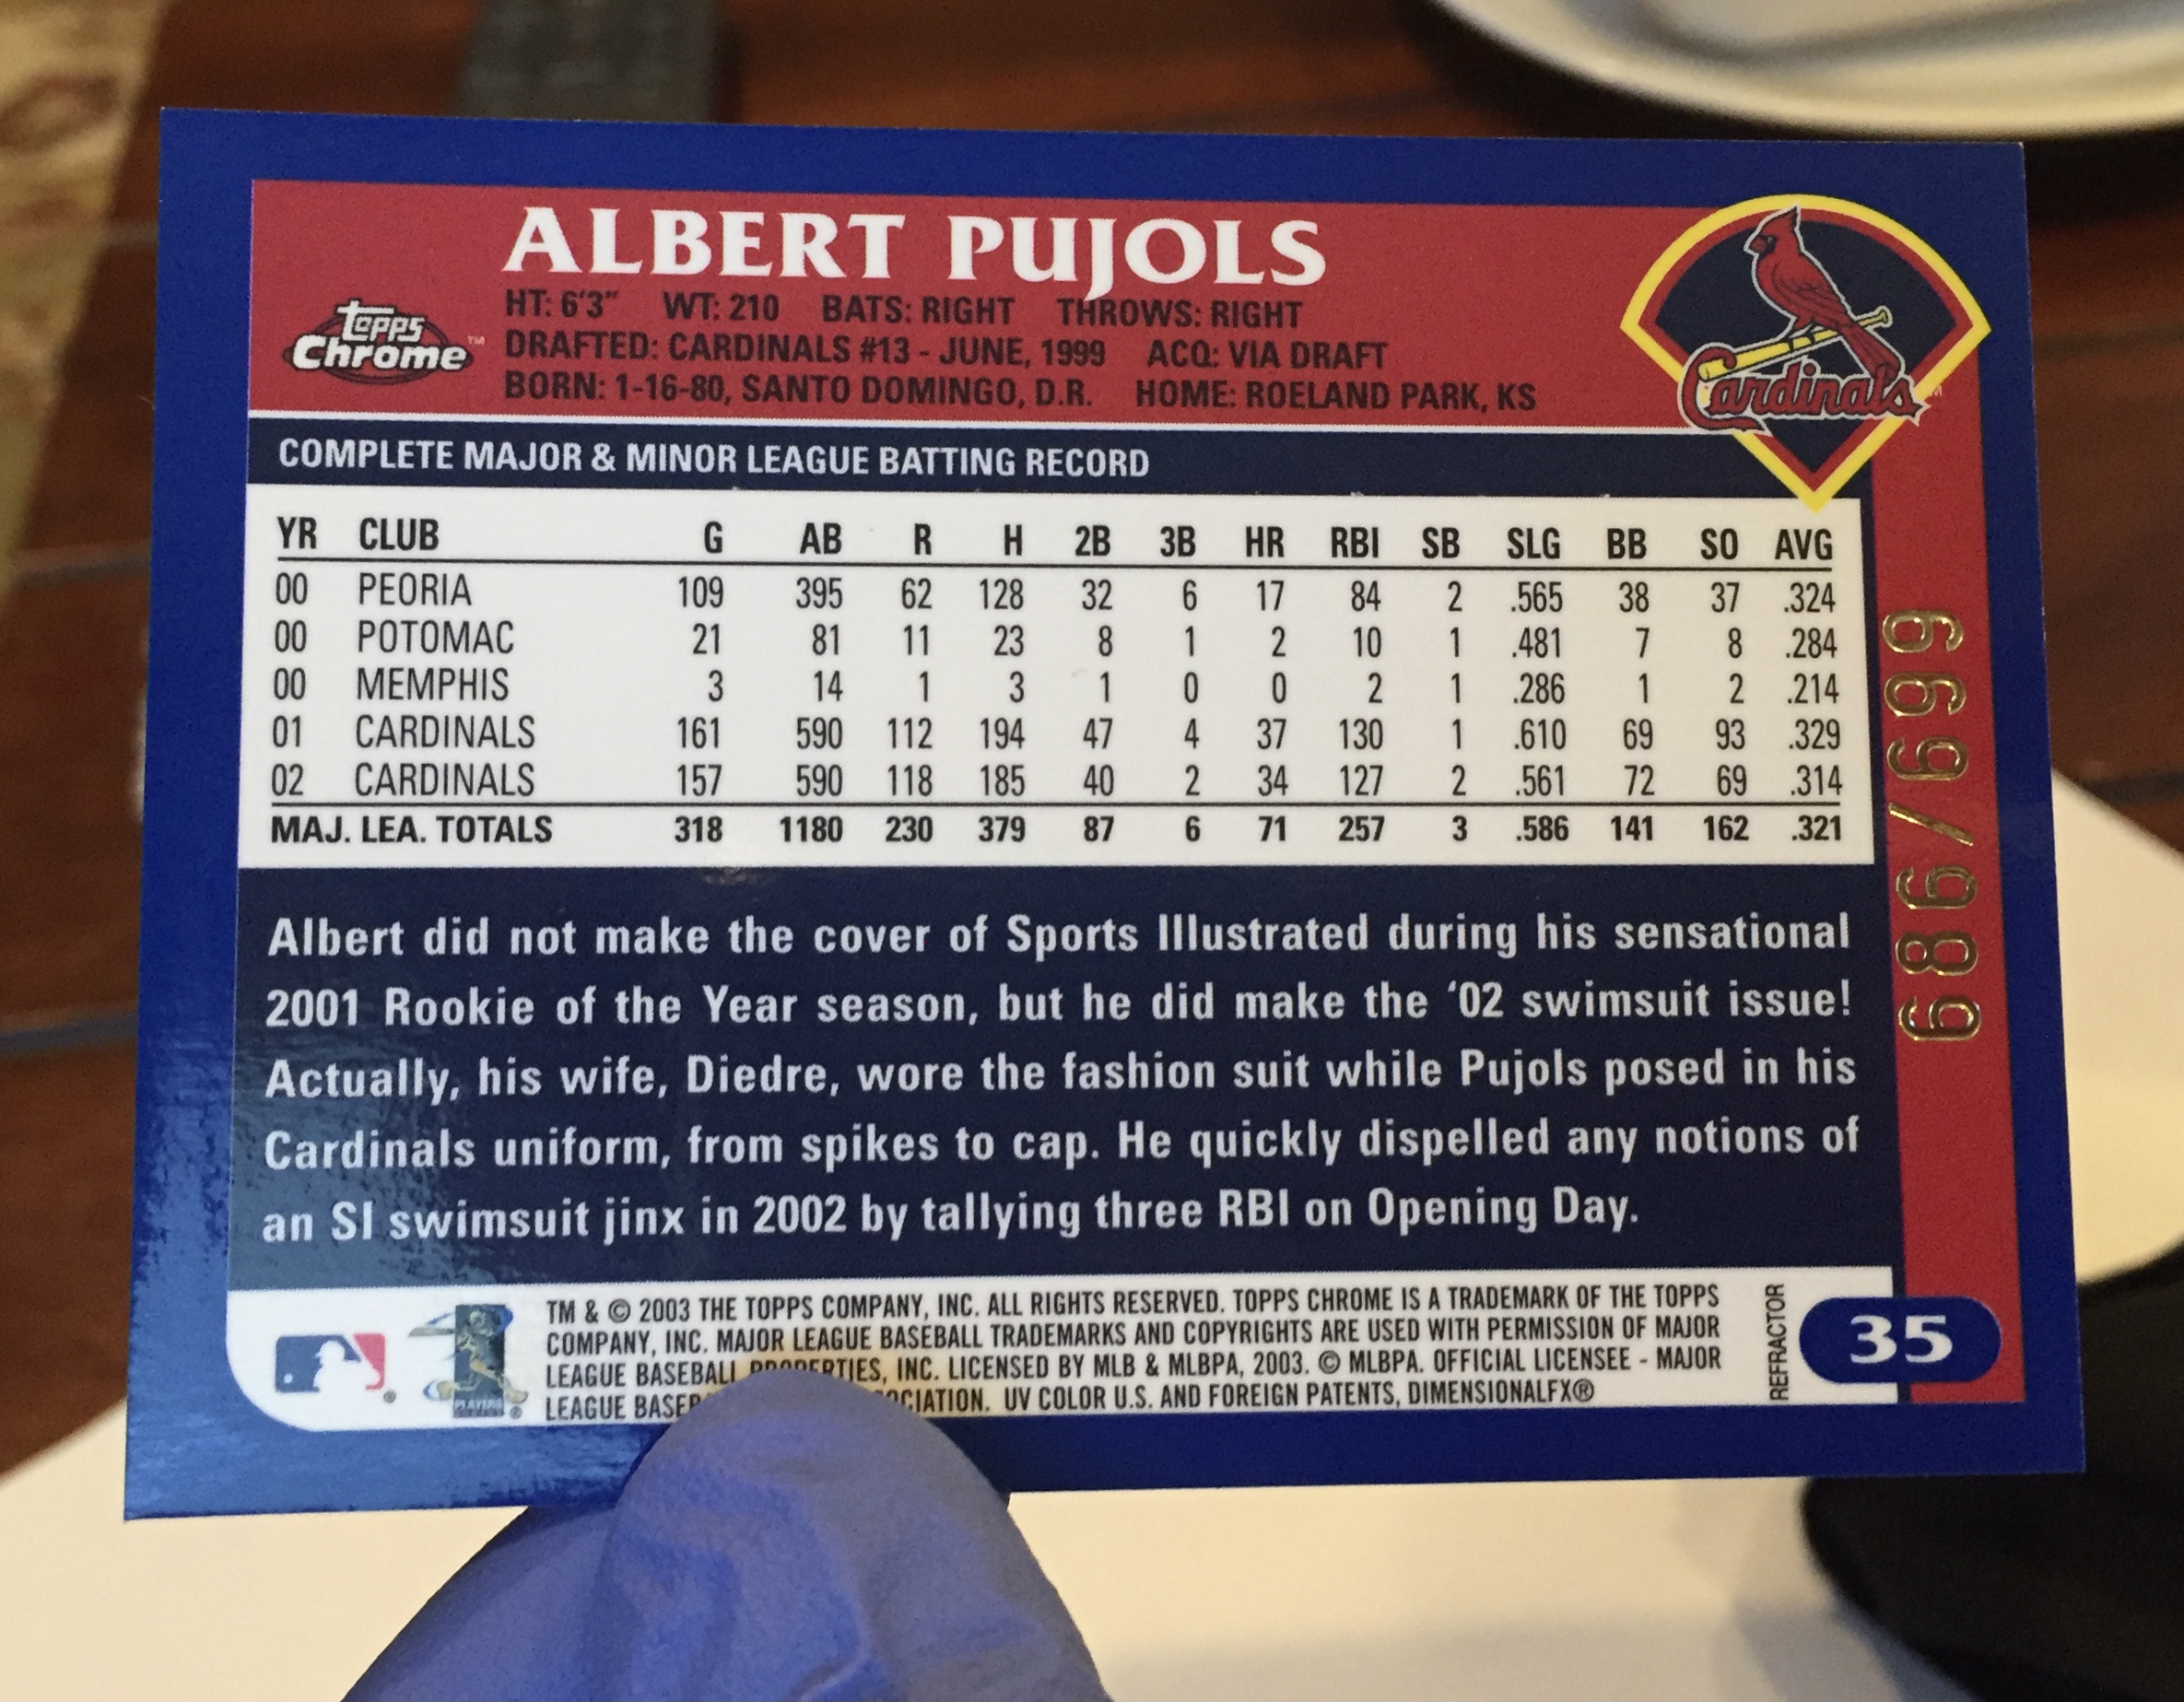 ALBERT PUJOLS
Topps Chrome™
HT: 6'3" WT: 210 BATS: RIGHT THROWS: RIGHT
DRAFTED: CARDINALS #13 - JUNE, 1999 ACQ: VIA DRAFT
BORN: 1-16-80, SANTO DOMINGO, D.R. HOME: ROELAND PARK, KS
Cardinals™
COMPLETE MAJOR & MINOR LEAGUE BATTING RECORD
YR CLUB G AB R H 2B 3B HR RBI SB SLG BB SO AVG
00 PEORIA 109 395 62 128 32 6 17 84 2 .565 38 37 .324
00 POTOMAC 21 81 11 23 8 1 2 10 1 .481 7 8 .284
00 MEMPHIS 3 14 1 3 1 0 0 2 1 .286 1 2 .214
01 CARDINALS 161 590 112 194 47 4 37 130 1 .610 69 93 .329
02 CARDINALS 157 590 118 185 40 2 34 127 2 .561 72 69 .314
MAJ. LEA. TOTALS 318 1180 230 379 87 6 71 257 3 .586 141 162 .321
689/699
Albert did not make the cover of Sports Illustrated during his sensational
2001 Rookie of the Year season, but he did make the '02 swimsuit issue!
Actually, his wife, Diedre, wore the fashion suit while Pujols posed in his
Cardinals uniform, from spikes to cap. He quickly dispelled any notions of
an SI swimsuit jinx in 2002 by tallying three RBI on Opening Day.
PLAYERS
TM & © 2003 THE TOPPS COMPANY, INC. ALL RIGHTS RESERVED. TOPPS CHROME IS A TRADEMARK OF THE TOPPS
COMPANY, INC. MAJOR LEAGUE BASEBALL TRADEMARKS AND COPYRIGHTS ARE USED WITH PERMISSION OF MAJOR
LEAGUE BASEBALL PROPERTIES, INC. LICENSED BY MLB & MLBPA, 2003. © MLBPA. OFFICIAL LICENSEE - MAJOR
LEAGUE UV COLOR U.S. AND FOREIGN PATENTS, DIMENSIONALFX®
REFRACTOR
35